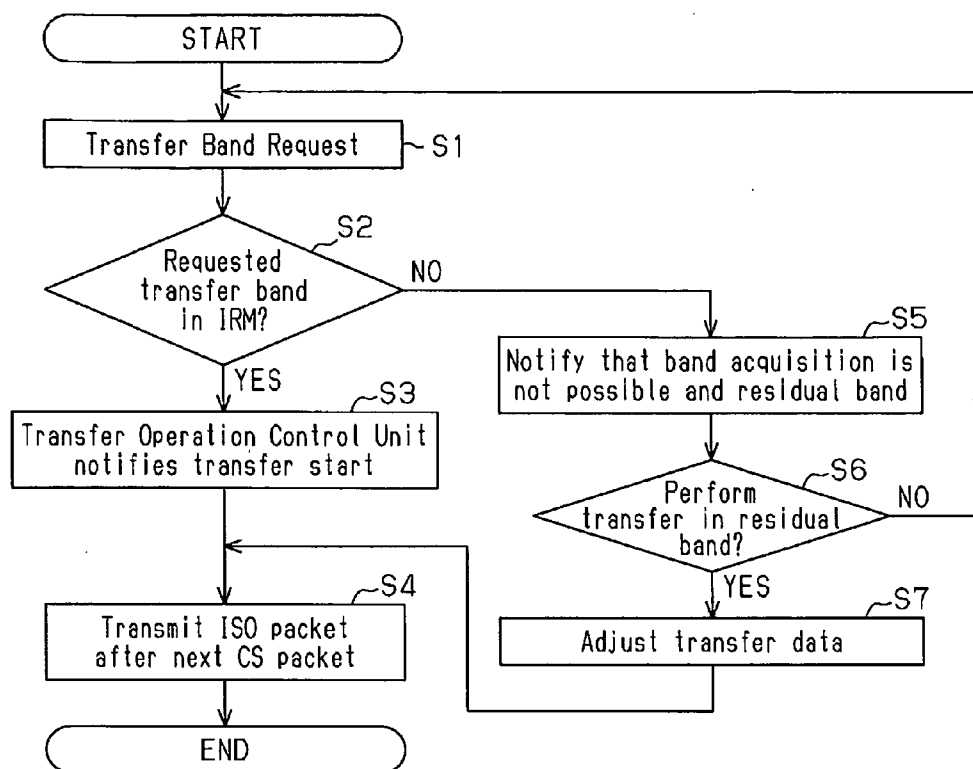 START
Transfer Band Request
S1
S2
Requested
transfer band
in IRM?
NO
YES
S3
Transfer Operation Control Unit
notifies transfer start
S4
Transmit ISO packet
after next CS packet
END
S5
Notify that band acquisition is
not possible and residual band
S6
Perform
transfer in residual
band?
NO
YES
S7
Adjust transfer data